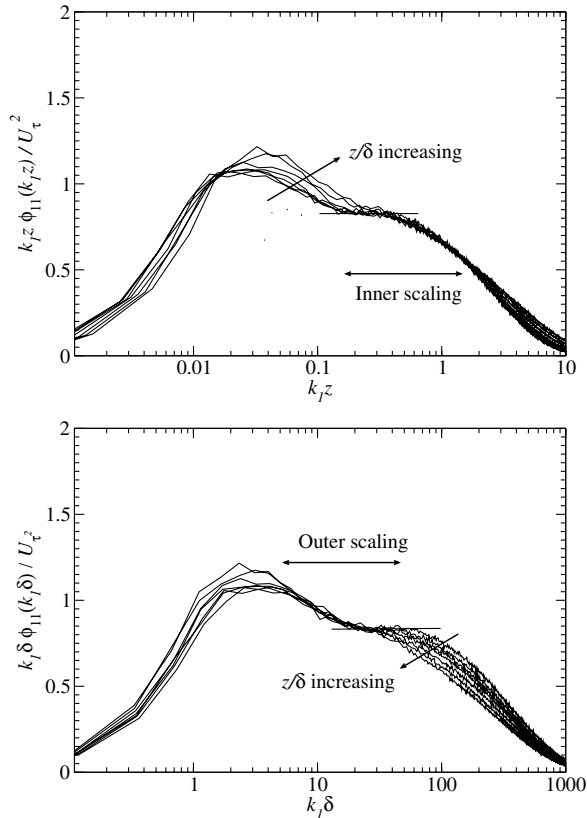 2
1.5
1
0.5
0
k₁z ϕ₁₁(k₁z) / U_τ²
z/δ increasing
Inner scaling
0.01 0.1 1 10
k₁z
2
1.5
1
0.5
0
k₁δ ϕ₁₁(k₁δ) / U_τ²
Outer scaling
z/δ increasing
1 10 100 1000
k₁δ